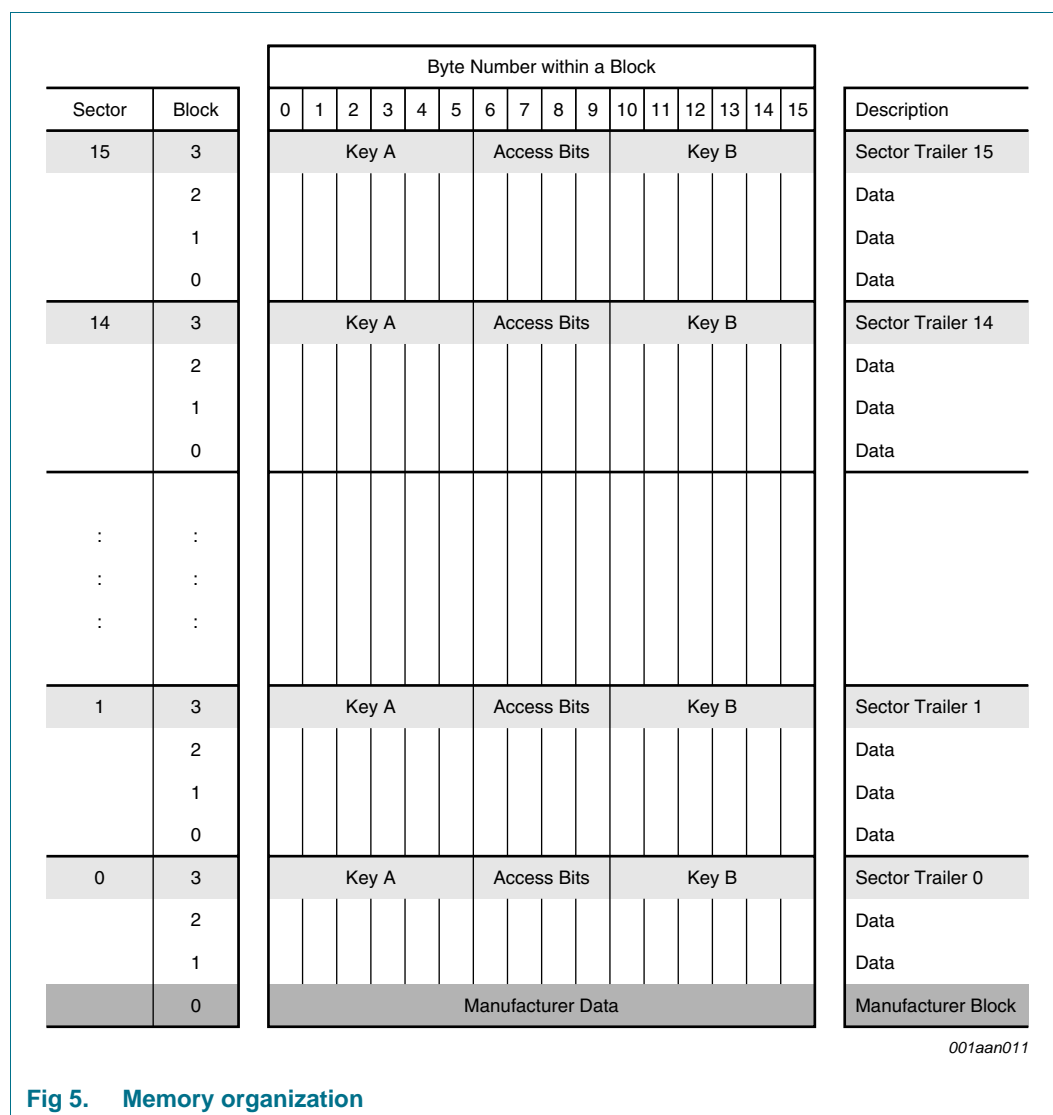 Byte Number within a Block
Sector Block 0 1 2 3 4 5 6 7 8 9 10 11 12 13 14 15 Description
15 3 Key A Access Bits Key B Sector Trailer 15
2 Data
1 Data
0 Data
14 3 Key A Access Bits Key B Sector Trailer 14
2 Data
1 Data
0 Data
: :
: :
: :
1 3 Key A Access Bits Key B Sector Trailer 1
2 Data
1 Data
0 Data
0 3 Key A Access Bits Key B Sector Trailer 0
2 Data
1 Data
0 Manufacturer Data Manufacturer Block
001aan011
Fig 5. Memory organization